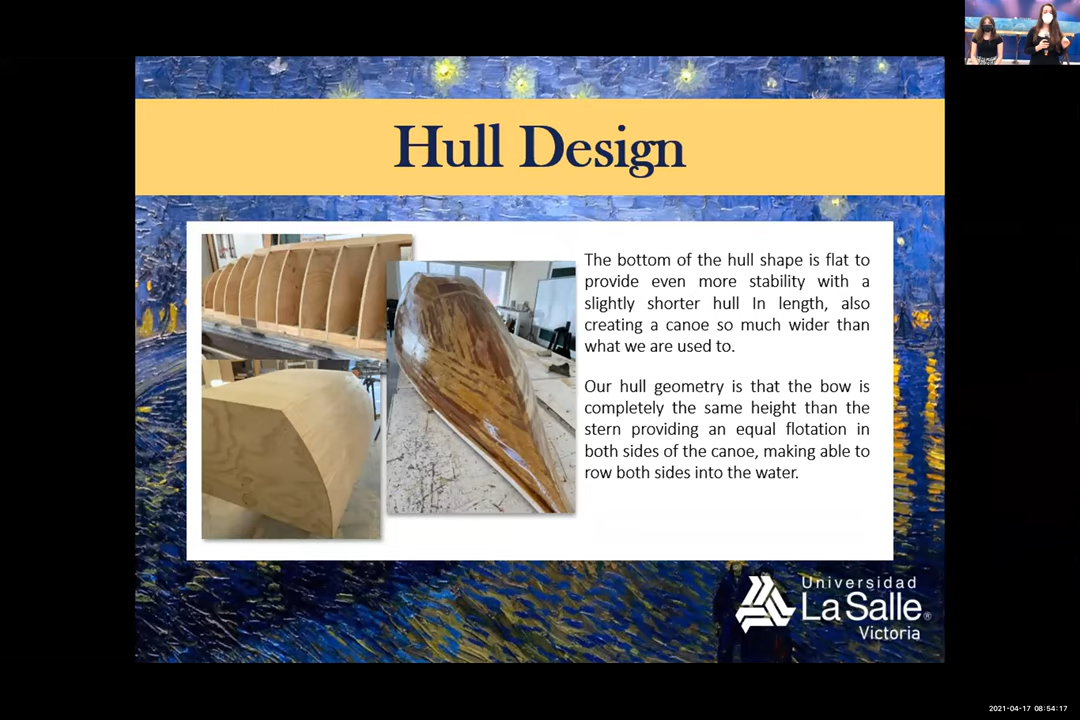 Hull Design
The bottom of the hull shape is flat to
provide even more stability with a
slightly shorter hull In length, also
creating a canoe so much wider than
what we are used to.
Our hull geometry is that the bow is
completely the same height than the
stern providing an equal flotation in
both sides of the canoe, making able to
row both sides into the water.
Universidad
La Salle®
Victoria
2021-04-17 08:54:17